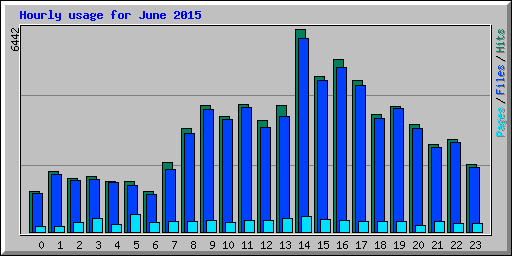 Hourly usage for June 2015
6442
Pages / Files / Hits
0 1 2 3 4 5 6 7 8 9 10 11 12 13 14 15 16 17 18 19 20 21 22 23